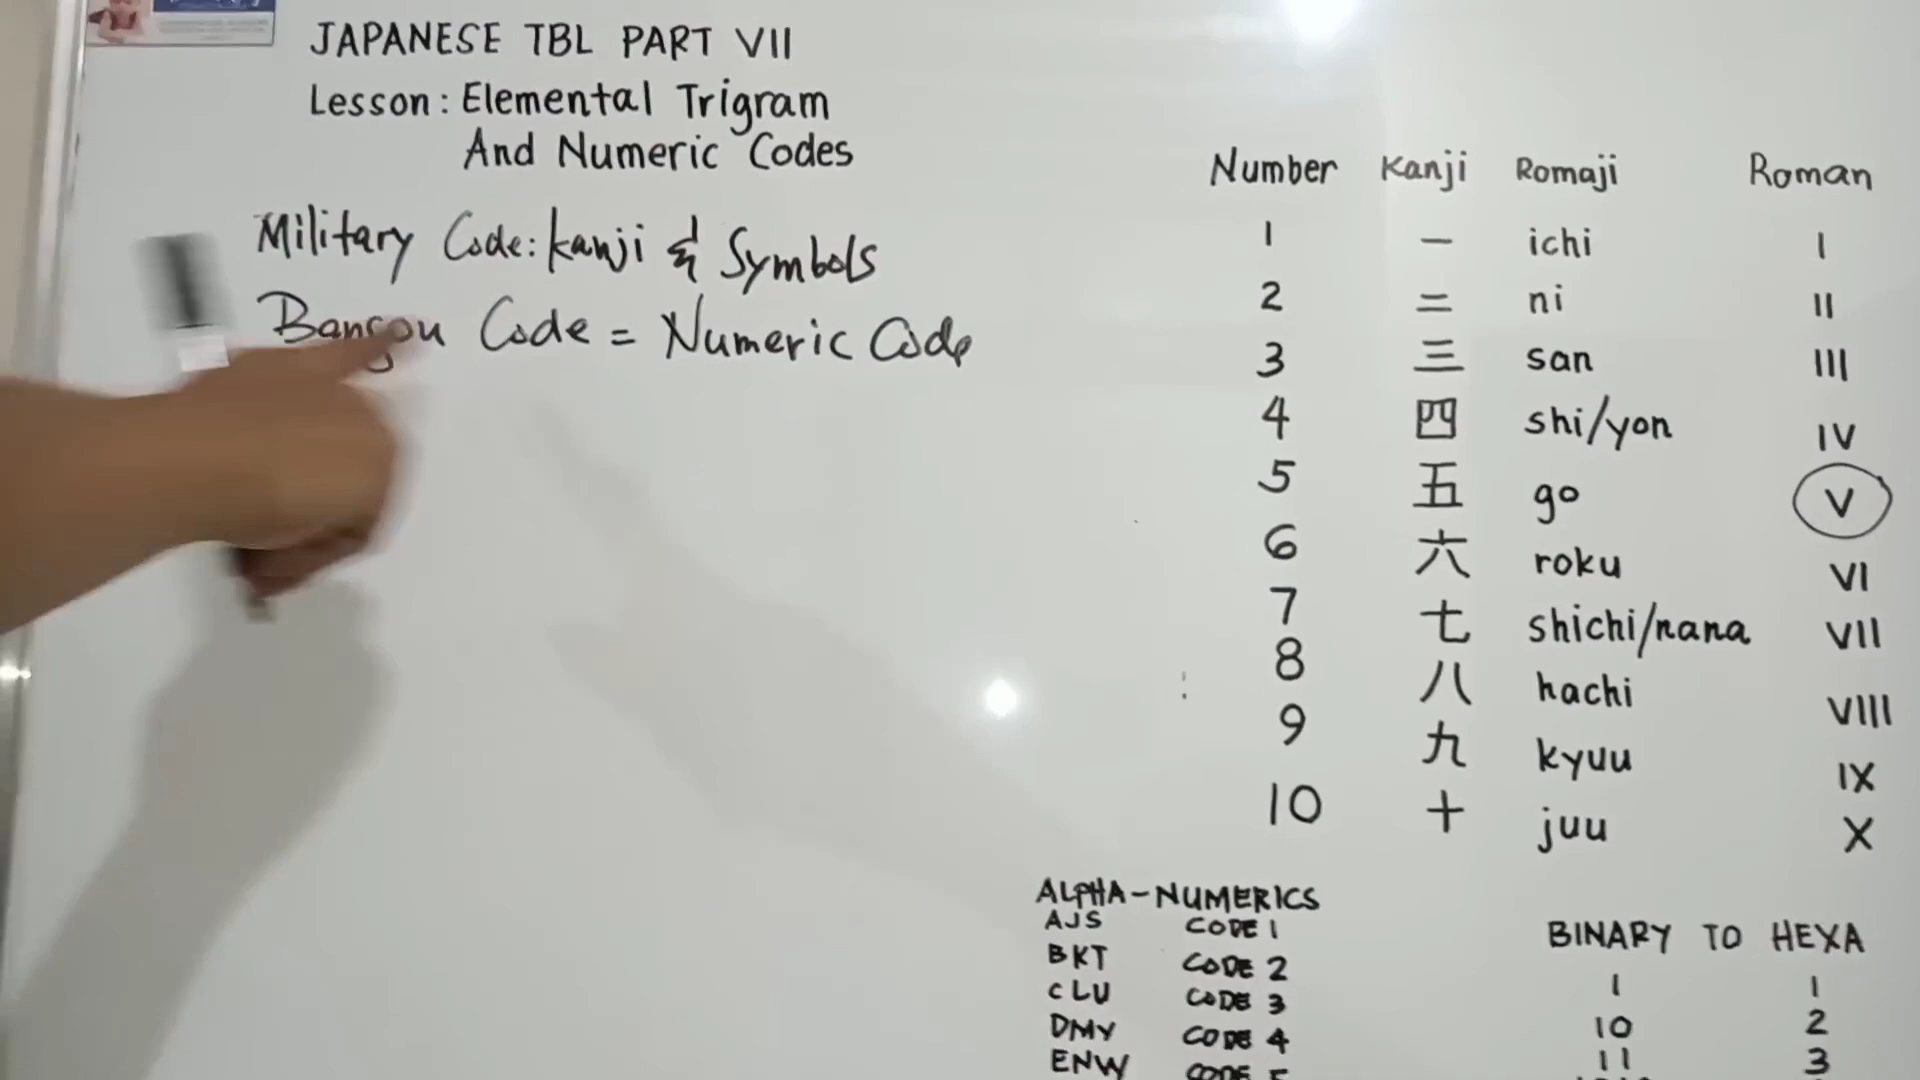 JAPANESE TBL PART VII
Lesson: Elemental Trigram
And Numeric Codes
Military Code: kanji & Symbols
Bangou Code = Numeric Code
Number Kanji Romaji Roman
1 一 ichi I
2 二 ni II
3 三 san III
4 四 shi/yon IV
5 五 go V
6 六 roku VI
7 七 shichi/nana VII
8 八 hachi VIII
9 九 kyuu IX
10 十 juu X
ALPHA-NUMERICS
AJS CODE 1
BKT CODE 2
CLU CODE 3
DMY CODE 4
ENW CODE 5
BINARY TO HEXA
1 1
10 2
11 3